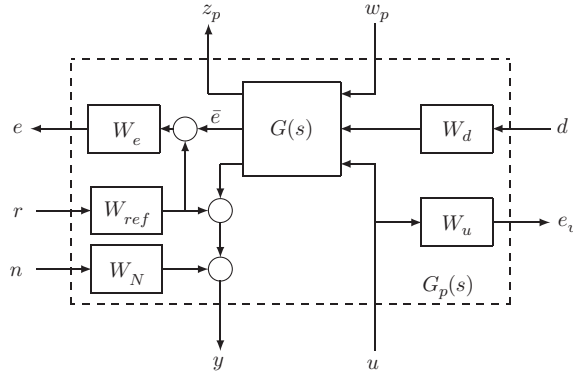 z_p w_p
ē
e W_e G(s) W_d d
r W_ref W_u e_u
n W_N G_p(s)
y u